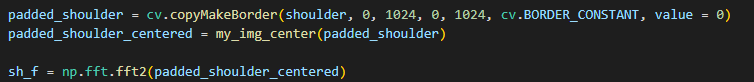 padded_shoulder = cv.copyMakeBorder(shoulder, 0, 1024, 0, 1024, cv.BORDER_CONSTANT, value = 0)
padded_shoulder_centered = my_img_center(padded_shoulder)
sh_f = np.fft.fft2(padded_shoulder_centered)